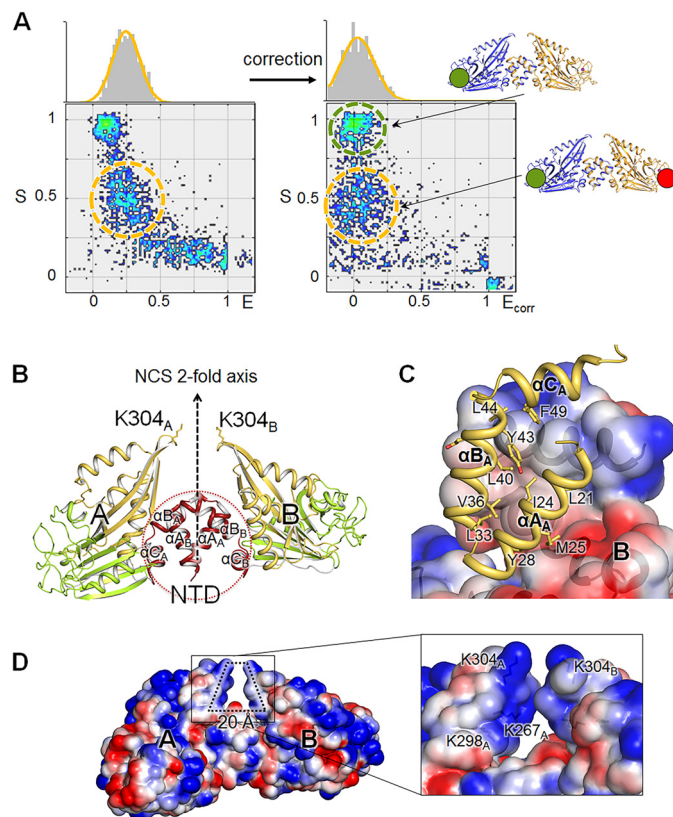 A
correction
1
S
0.5
0
0
0.5
1
E
1
S
0.5
0
0
0.5
1
Ecorr
B
NCS 2-fold axis
K304A K304B
A
B
αBA
αBB
αAB αAA
αCA
αCB
NTD
C
αCA
L44
F49
Y43
αBA
L40
I24
V36
L21
αAA
L33
M25
B
Y28
D
20 Å
A
B
K304A
K304B
K267A
K298A